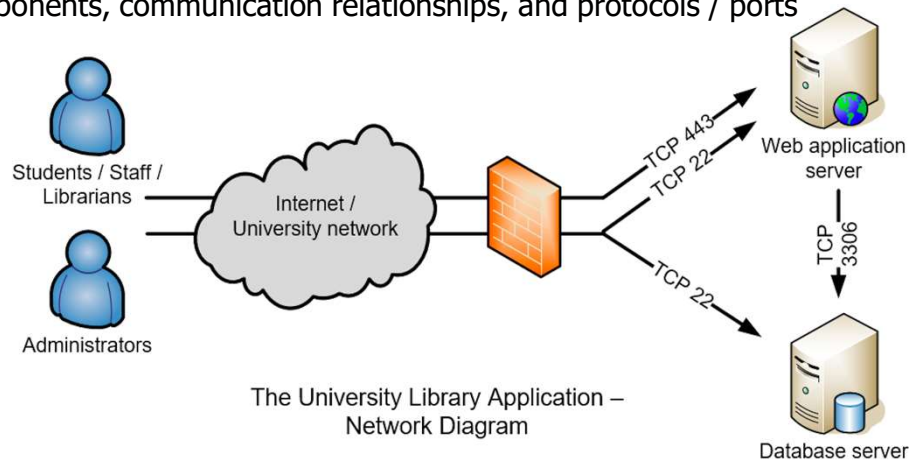 components, communication relationships, and protocols / ports
Students / Staff /
Librarians
Internet /
University network
Administrators
TCP 443
TCP 22
TCP 22
Web application
server
TCP
3306
Database server
The University Library Application –
Network Diagram